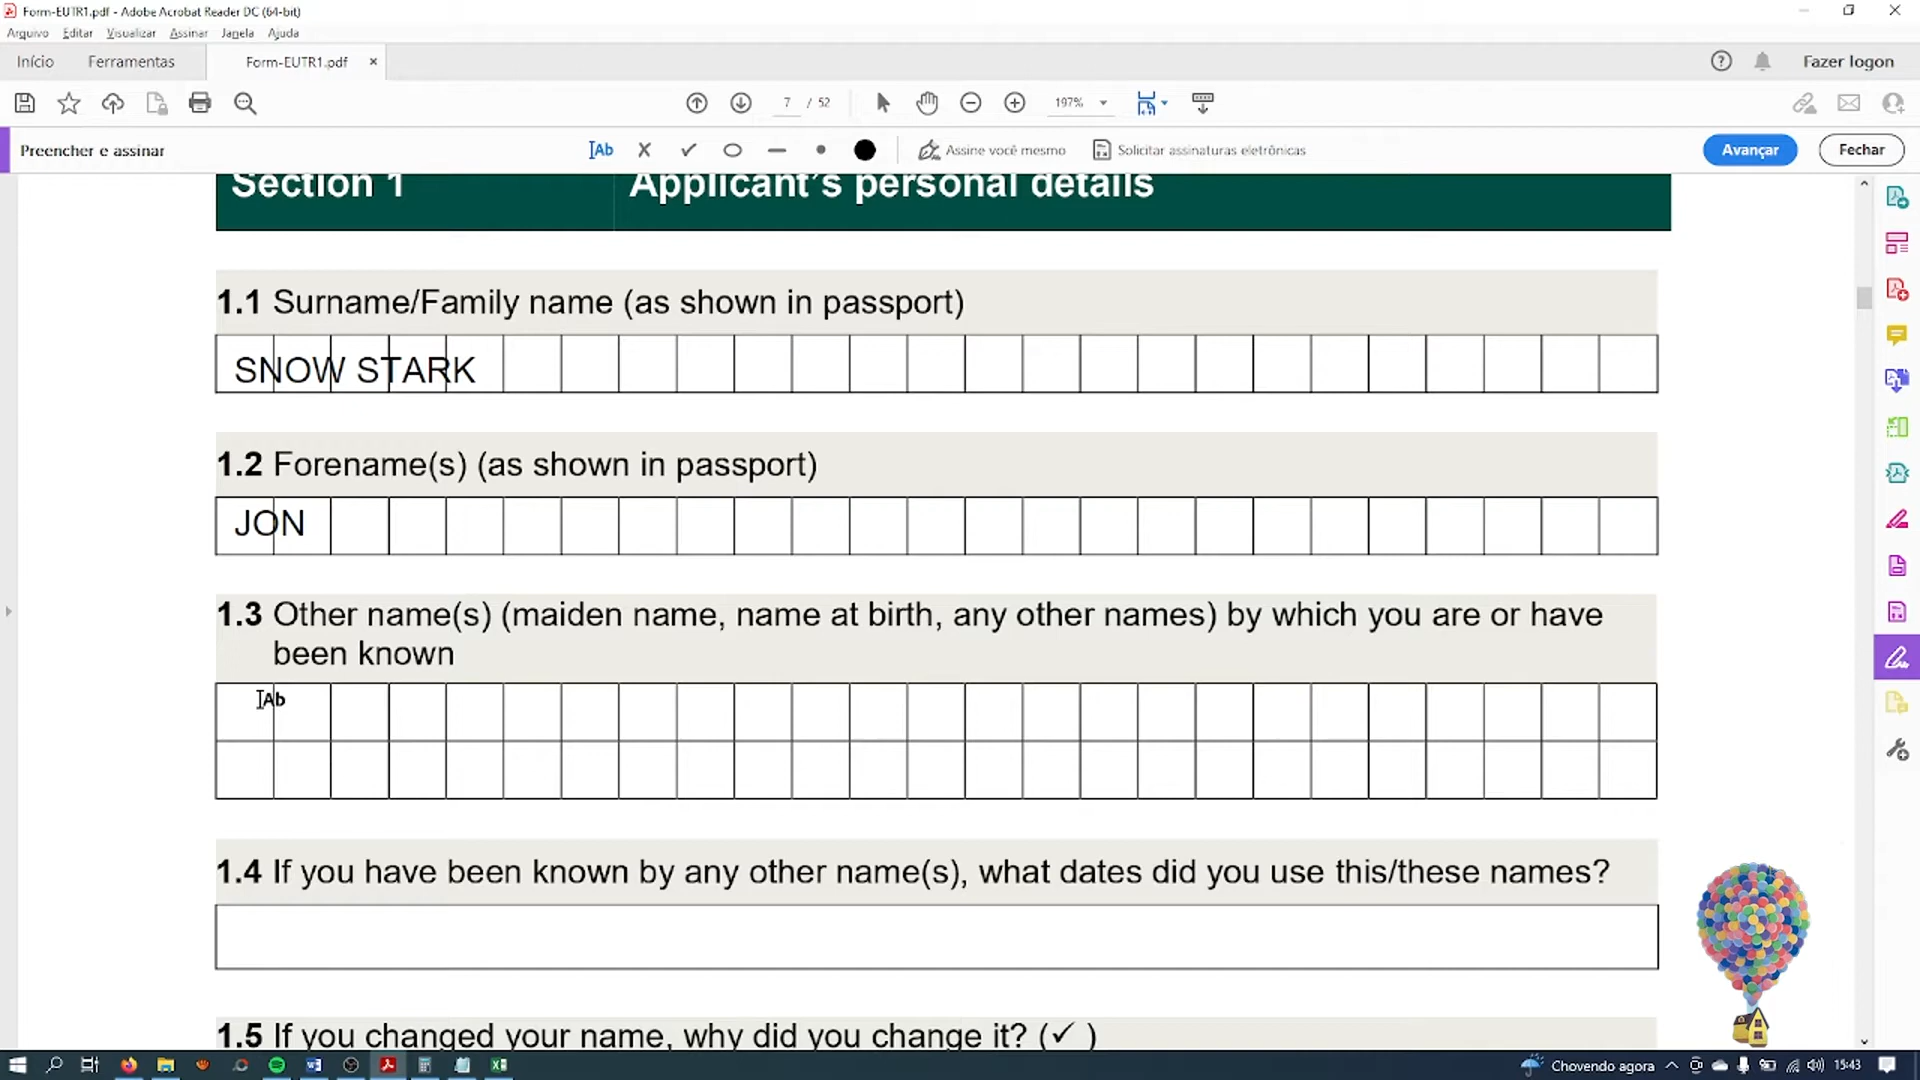 Form-EUTR1.pdf - Adobe Acrobat Reader DC (64-bit)
Arquivo Editar Visualizar Assinar Janela Ajuda
Início Ferramentas Form-EUTR1.pdf × Fazer logon
7 / 52 197%
Preencher e assinar Ab Assine você mesmo Solicitar assinaturas eletrônicas Avançar Fechar
Section 1 Applicant's personal details
1.1 Surname/Family name (as shown in passport)
SNOW STARK
1.2 Forename(s) (as shown in passport)
JON
1.3 Other name(s) (maiden name, name at birth, any other names) by which you are or have
been known
Ab
1.4 If you have been known by any other name(s), what dates did you use this/these names?
1.5 If you changed your name, why did you change it? (✓ )
Chovendo agora 15:43